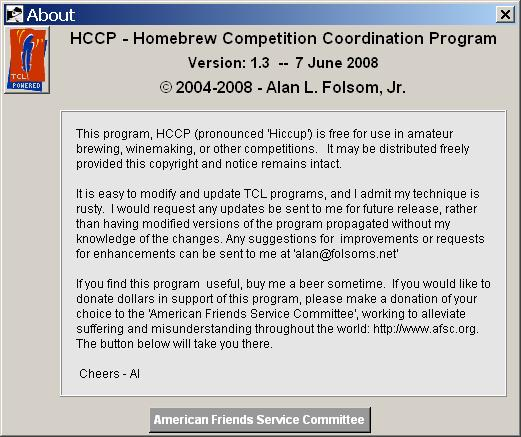 About
HCCP - Homebrew Competition Coordination Program
Version: 1.3 -- 7 June 2008
© 2004-2008 - Alan L. Folsom, Jr.
TCL
POWERED
This program, HCCP (pronounced 'Hiccup') is free for use in amateur
brewing, winemaking, or other competitions. It may be distributed freely
provided this copyright and notice remains intact.
It is easy to modify and update TCL programs, and I admit my technique is
rusty. I would request any updates be sent to me for future release, rather
than having modified versions of the program propagated without my
knowledge of the changes. Any suggestions for improvements or requests
for enhancements can be sent to me at 'alan@folsoms.net'
If you find this program useful, buy me a beer sometime. If you would like to
donate dollars in support of this program, please make a donation of your
choice to the 'American Friends Service Committee', working to alleviate
suffering and misunderstanding throughout the world: http://www.afsc.org.
The button below will take you there.
Cheers - Al
American Friends Service Committee